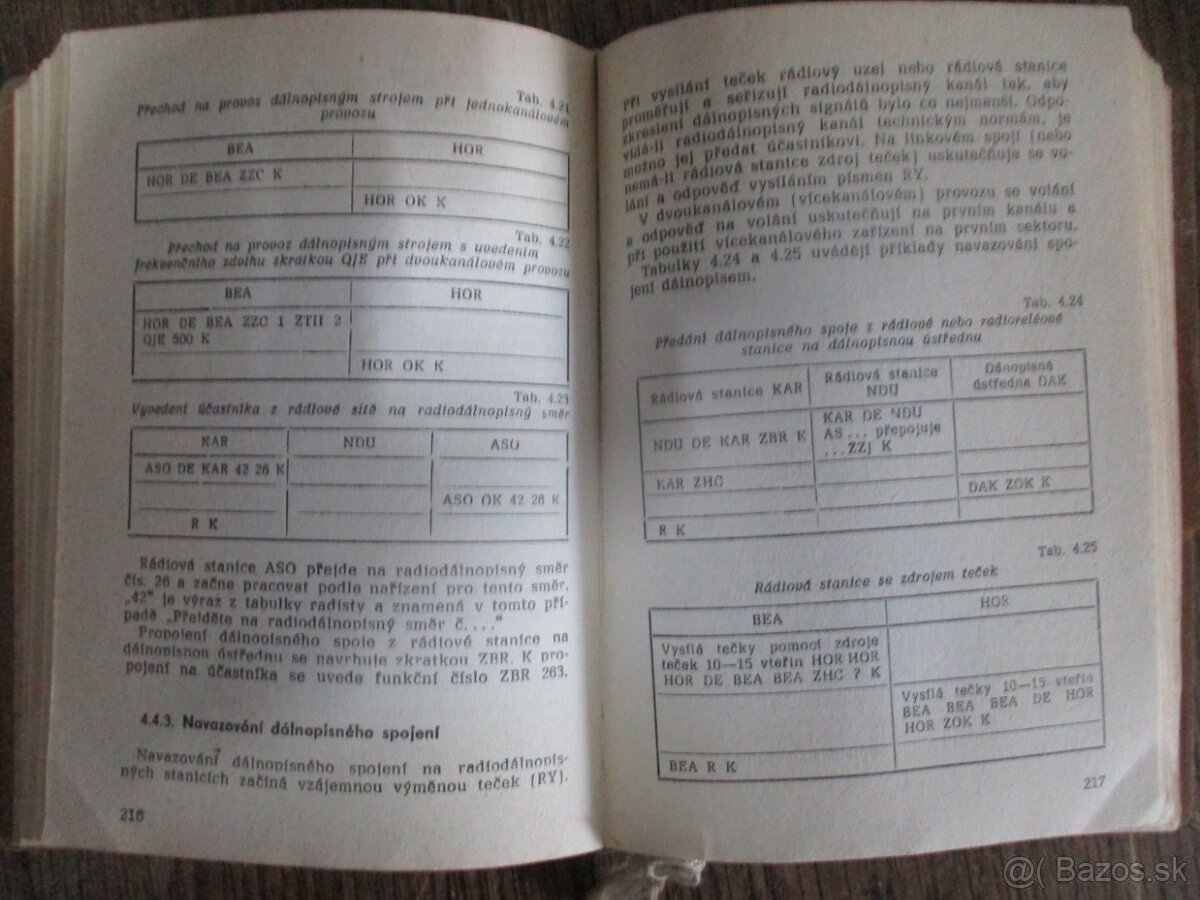 Tab. 4.21
Přechod na provoz dálnopisným strojem při jednokanálovém
provozu
BEA HOR
HOR DE BEA ZZC K
HOR OK K
Tab. 4.22
Přechod na provoz dálnopisným strojem s uvedením
frekvenčního zdvihu zkratkou QJE při dvoukanálovém provozu
BEA HOR
HOR DE BEA ZZC 1 ZTH 2
QJE 500 K
HOR OK K
Tab. 4.23
Vyvedení účastníka z rádiové sítě na radiodálnopisný směr
KAR NDU ASO
ASO DE KAR 42 26 K
ASO OK 42 26 K
R K
Rádiová stanice ASO přejde na radiodálnopisný směr
čís. 26 a začne pracovat podle nařízení pro tento směr,
„42" je výraz z tabulky radisty a znamená v tomto pří-
padě „Přejděte na radiodálnopisný směr č. . . ."
Propojení dálnopisného spoje z rádiové stanice na
dálnopisnou ústřednu se navrhuje zkratkou ZBR. K pro-
pojení na účastníka se uvede funkční číslo ZBR 263.
4.4.3. Navazování dálnopisného spojení
Navazování dálnopisného spojení na radiodálnopis-
ných stanicích začíná vzájemnou výměnou teček (RY).
216
Při vysílání teček rádiový uzel nebo rádiová stanice
proměřují a seřizují radiodálnopisný kanál tak, aby
zkreslení dálnopisných signálů bylo co nejmenší. Odpo-
vídá-li radiodálnopisný kanál technickým normám, je
možno jej předat účastníkovi. Na linkovém spoji (nebo
nemá-li rádiová stanice zdroj teček) uskutečňuje se vo-
lání a odpověď vysíláním písmen RY.
V dvoukanálovém (vícekanálovém) provozu se volání
a odpověď na volání uskutečňují na prvním kanálu a
při použití vícekanálového zařízení na prvním sektoru.
Tabulky 4.24 a 4.25 uvádějí příklady navazování spo-
jení dálnopisem.
Tab. 4.24
Předání dálnopisného spoje z rádiové nebo radioreléové
stanice na dálnopisnou ústřednu
Rádiová stanice KAR Rádiová stanice NDU Dánopisná ústředna DAK
NDU DE KAR ZBR K KAR DE NDU
AS . . . přepojuje
. . . ZZJ K
KAR ZHC
DAK ZOK K
R K
Tab. 4.25
Rádiová stanice se zdrojem teček
BEA HOR
Vysílá tečky pomocí zdroje
teček 10—15 vteřin HOR HOR
HOR DE BEA BEA ZHC ? K
Vysílá tečky 10—15 vteřin
BEA BEA BEA DE HOR
HOR ZOK K
BEA R K
217
@( Bazos.sk